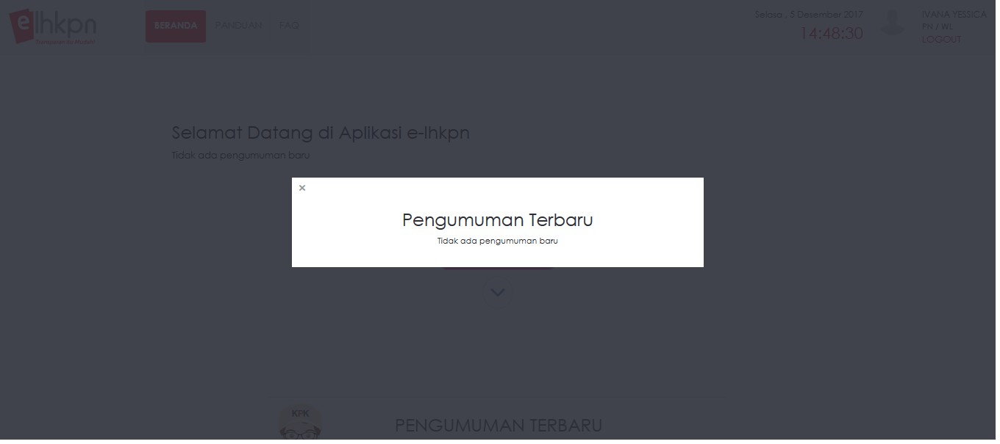 elhkpn
BERANDA PANDUAN FAQ
Selasa , 5 Desember 2017
14:48:30
IVANA YESSICA
PN / WL
LOGOUT
Selamat Datang di Aplikasi e-lhkpn
Tidak ada pengumuman baru
×
Pengumuman Terbaru
Tidak ada pengumuman baru
KPK
PENGUMUMAN TERBARU